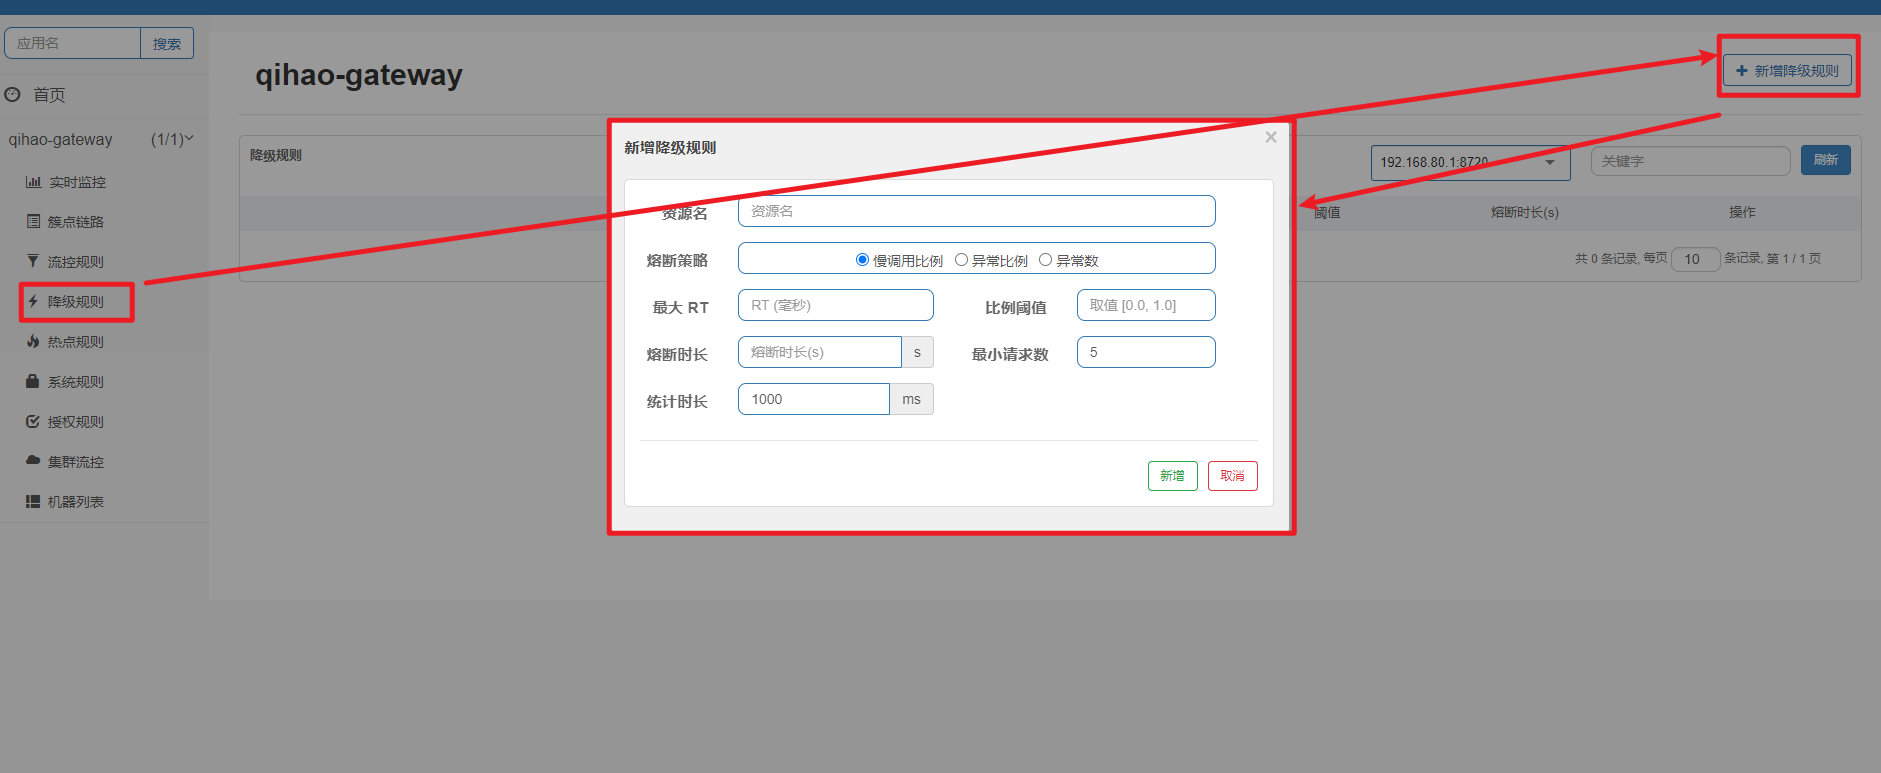 应用名 搜索
首页
qihao-gateway (1/1)
实时监控
簇点链路
流控规则
降级规则
热点规则
系统规则
授权规则
集群流控
机器列表
qihao-gateway
新增降级规则
降级规则
192.168.80.1:8720 关键字 刷新
阈值 熔断时长(s) 操作
共 0 条记录, 每页 10 条记录, 第 1 / 1 页
新增降级规则 ×
资源名 资源名
熔断策略 慢调用比例 异常比例 异常数
最大 RT RT (毫秒) 比例阈值 取值 [0.0, 1.0]
熔断时长 熔断时长(s) s 最小请求数 5
统计时长 1000 ms
新增 取消